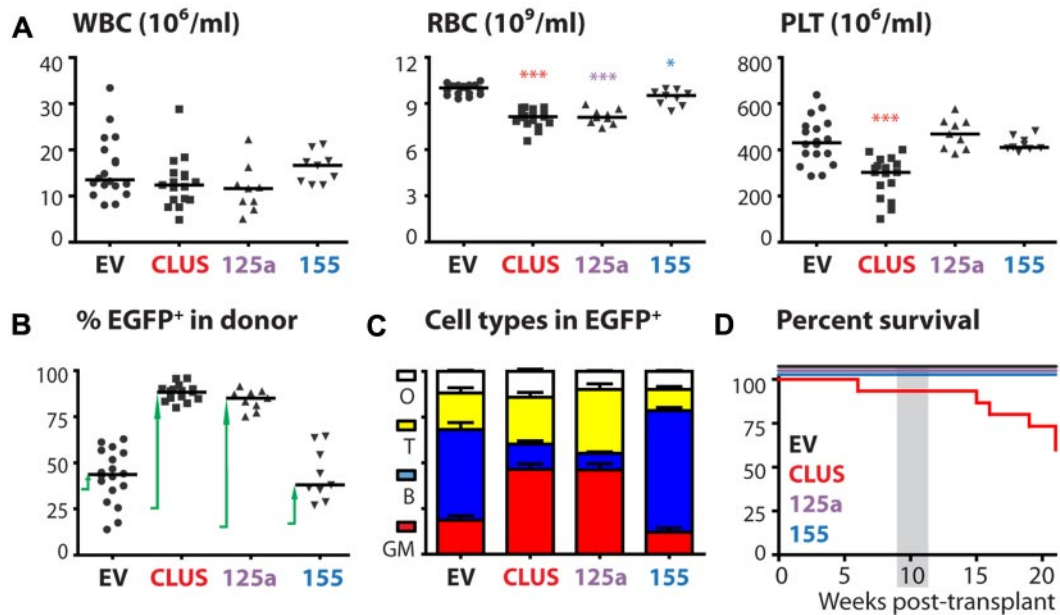 A WBC (10⁶/ml) RBC (10⁹/ml) PLT (10⁶/ml)
40 12 800
*** *** *
30 9 600
***
20 6 400
10 3 200
0 0 0
EV CLUS 125a 155 EV CLUS 125a 155 EV CLUS 125a 155
B % EGFP⁺ in donor C Cell types in EGFP⁺ D Percent survival
100 O 100
75 T 75
50 B 50
25 GM 25
0 0
EV CLUS 125a 155 EV CLUS 125a 155
EV
CLUS
125a
155
0 5 10 15 20
Weeks post-transplant